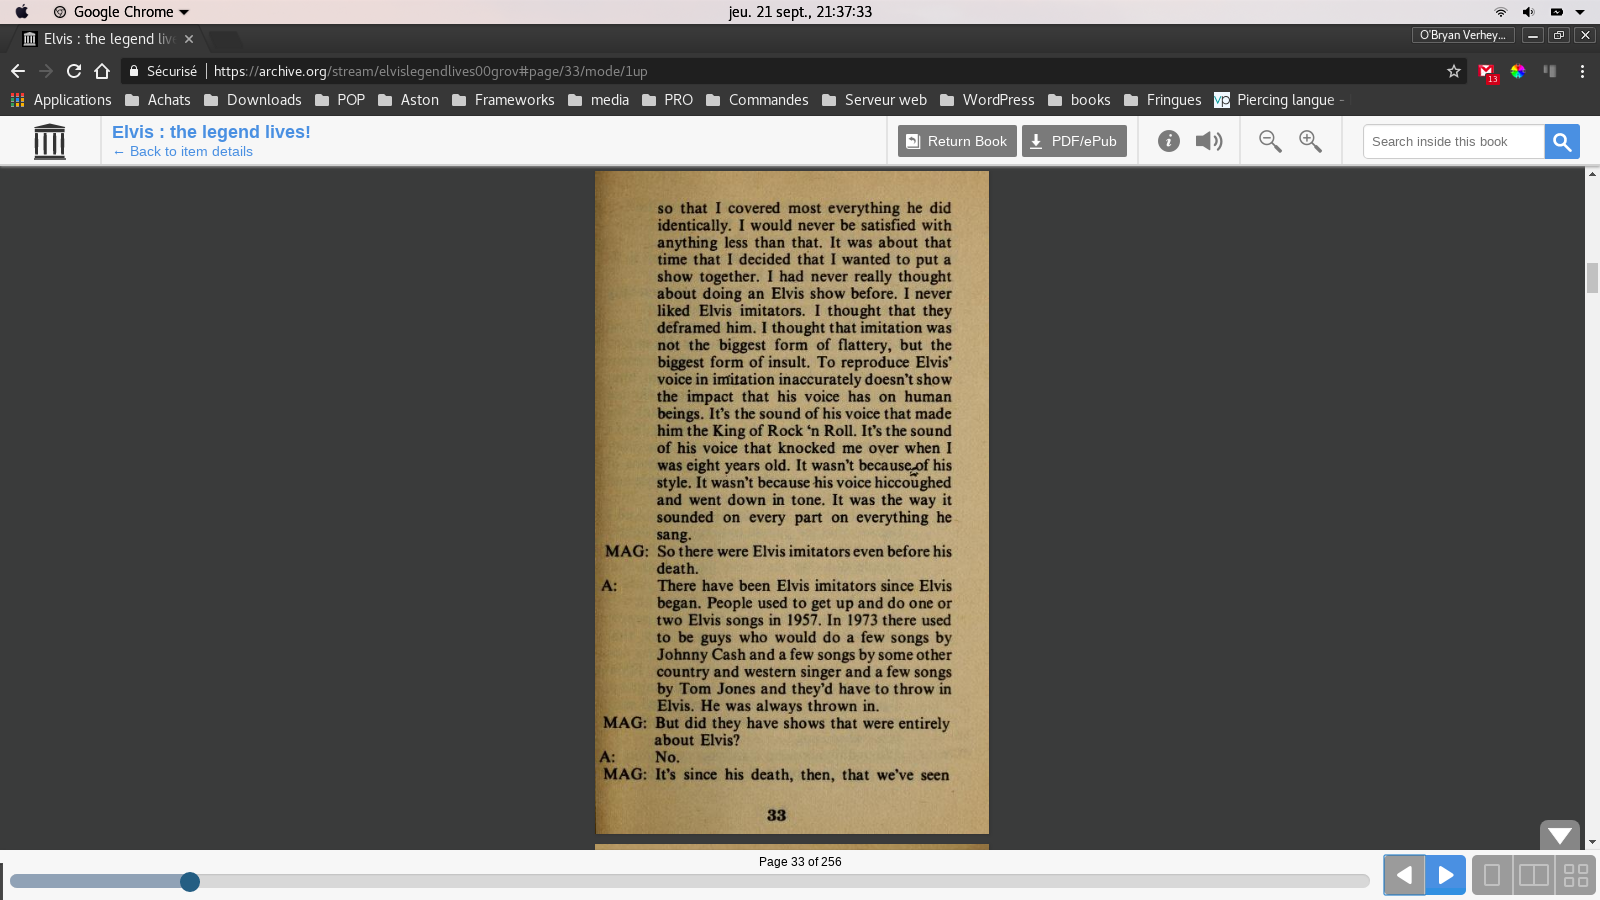 Google Chrome
jeu. 21 sept., 21:37:33
Elvis : the legend live
O'Bryan Verhey...
Sécurisé
https://archive.org/stream/elvislegendlives00grov#page/33/mode/1up
13
Applications Achats Downloads POP Aston Frameworks media PRO Commandes Serveur web WordPress books Fringues vp Piercing langue -
Elvis : the legend lives!
← Back to item details
Return Book
PDF/ePub
Search inside this book
so that I covered most everything he did
identically. I would never be satisfied with
anything less than that. It was about that
time that I decided that I wanted to put a
show together. I had never really thought
about doing an Elvis show before. I never
liked Elvis imitators. I thought that they
deframed him. I thought that imitation was
not the biggest form of flattery, but the
biggest form of insult. To reproduce Elvis'
voice in imitation inaccurately doesn't show
the impact that his voice has on human
beings. It's the sound of his voice that made
him the King of Rock 'n Roll. It's the sound
of his voice that knocked me over when I
was eight years old. It wasn't because of his
style. It wasn't because his voice hiccoughed
and went down in tone. It was the way it
sounded on every part on everything he
sang.
MAG: So there were Elvis imitators even before his
death.
A: There have been Elvis imitators since Elvis
began. People used to get up and do one or
two Elvis songs in 1957. In 1973 there used
to be guys who would do a few songs by
Johnny Cash and a few songs by some other
country and western singer and a few songs
by Tom Jones and they'd have to throw in
Elvis. He was always thrown in.
MAG: But did they have shows that were entirely
about Elvis?
A: No.
MAG: It's since his death, then, that we've seen
33
Page 33 of 256